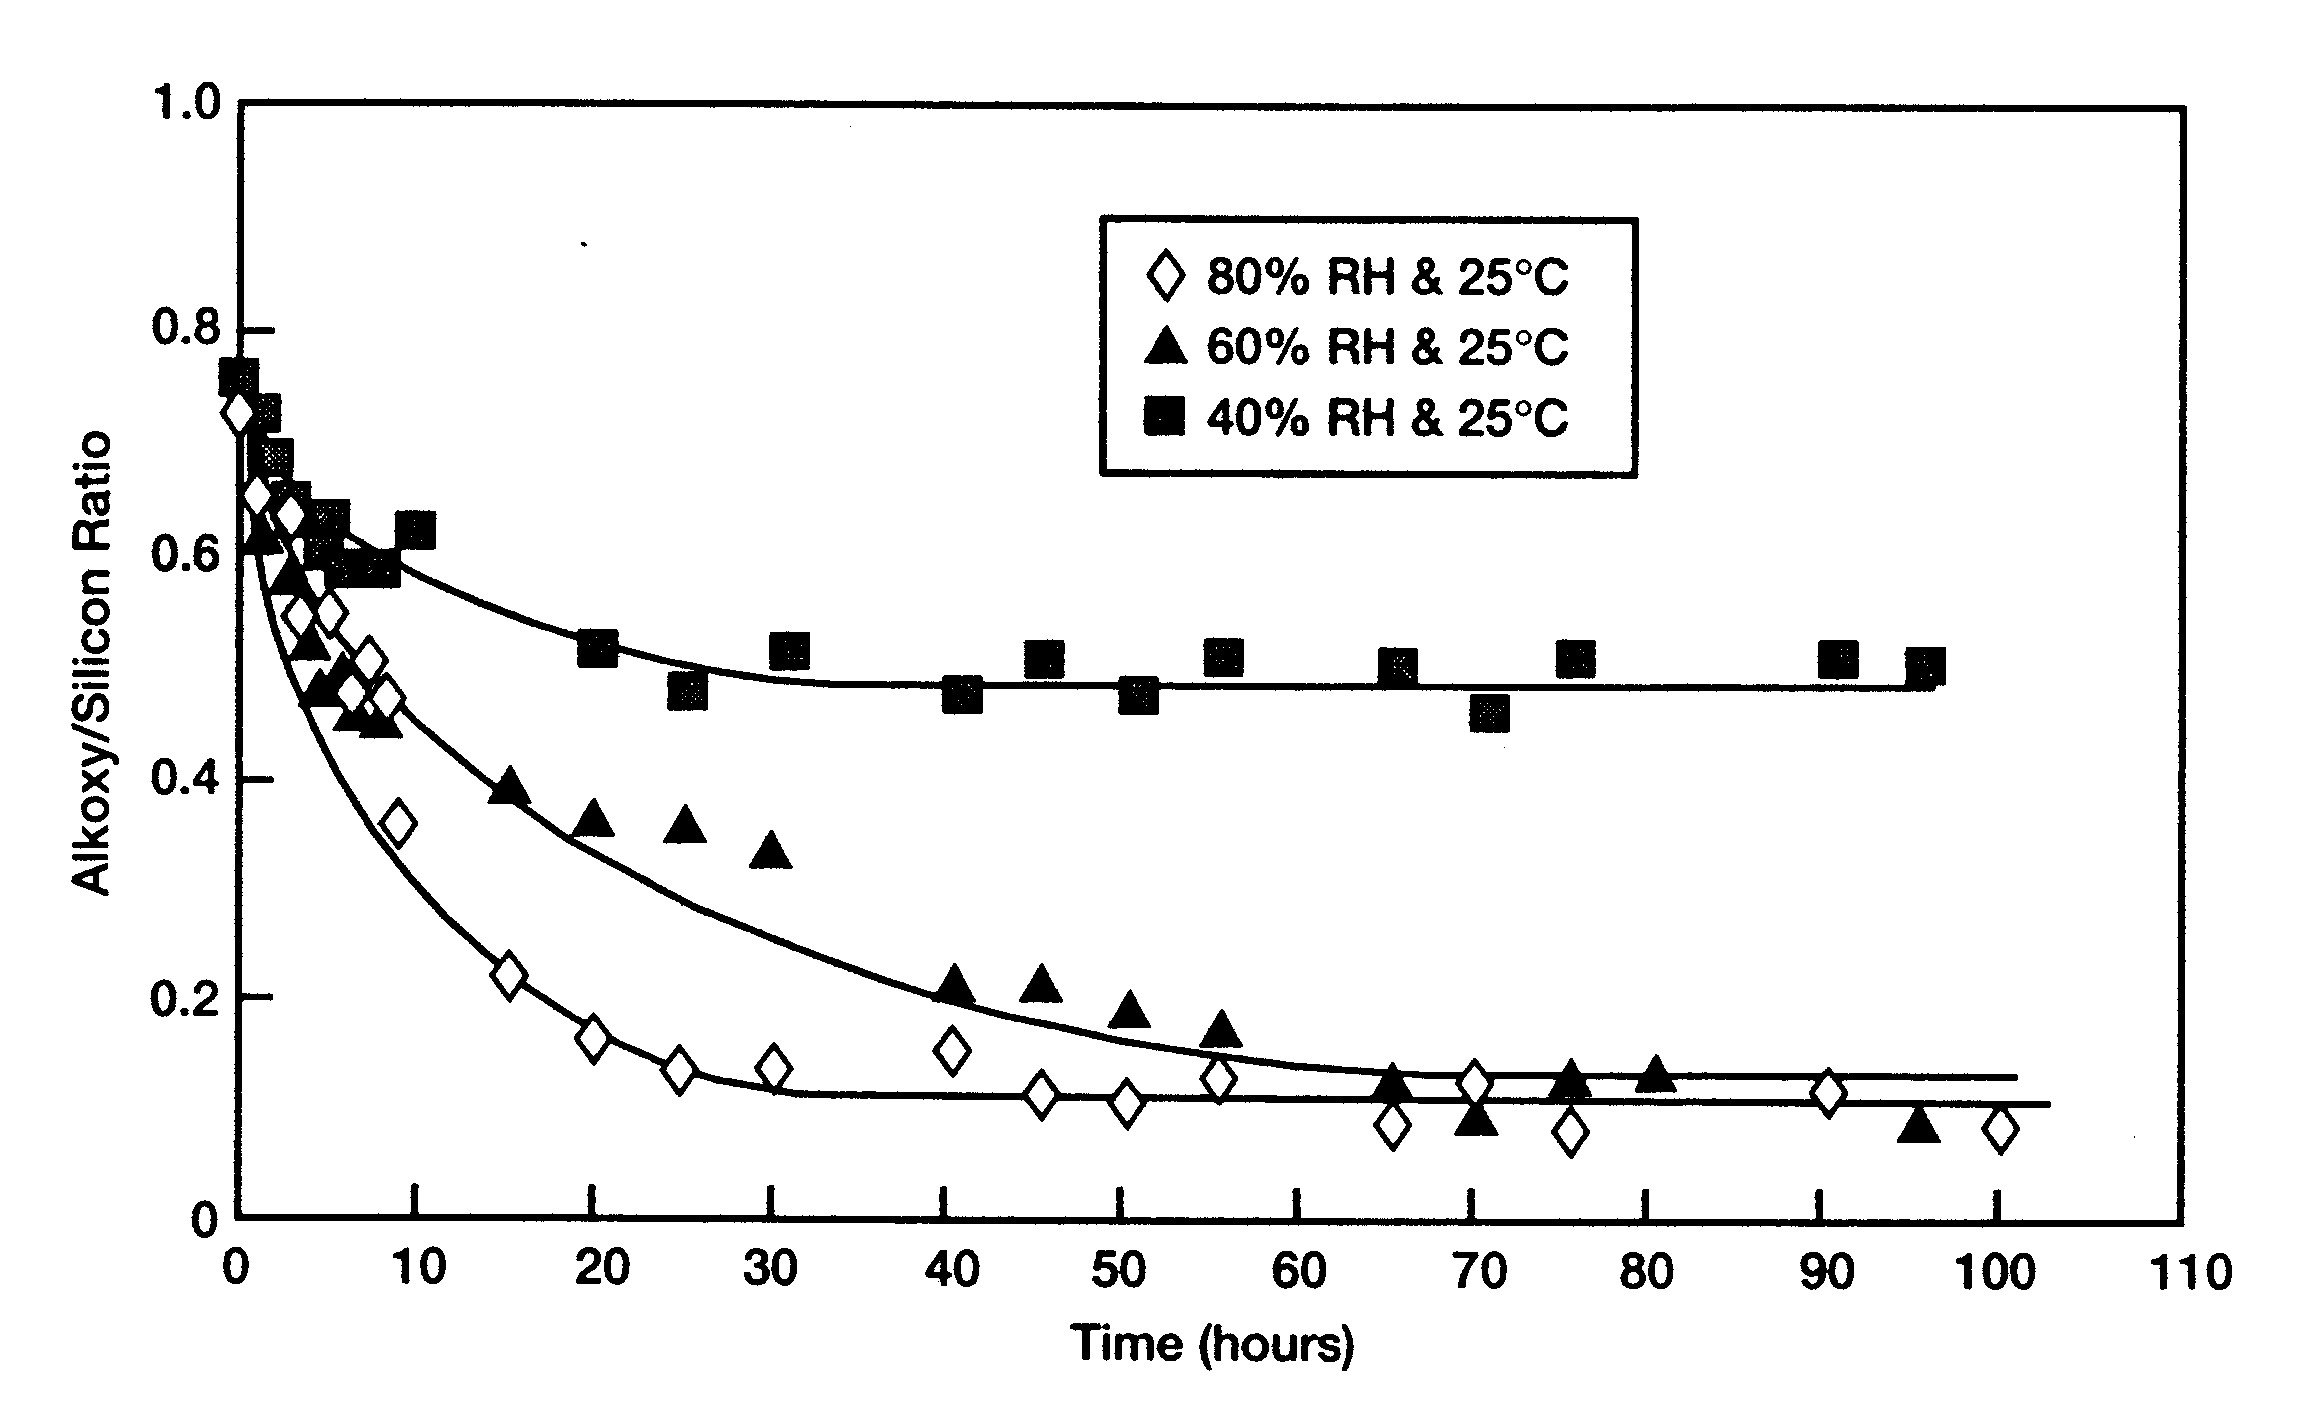 1.0
0.8
0.6
0.4
0.2
0
Alkoxy/Silicon Ratio
80% RH & 25°C
60% RH & 25°C
40% RH & 25°C
0 10 20 30 40 50 60 70 80 90 100 110
Time (hours)